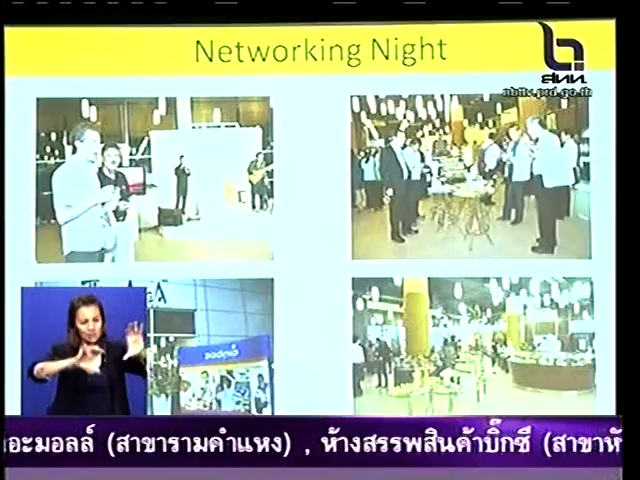 Networking Night
สทท.
nbttv.prd.go.th
อะมอลล์ (สาขารามคำแหง) , ห้างสรรพสินค้าบิ๊กซี (สาขาหั